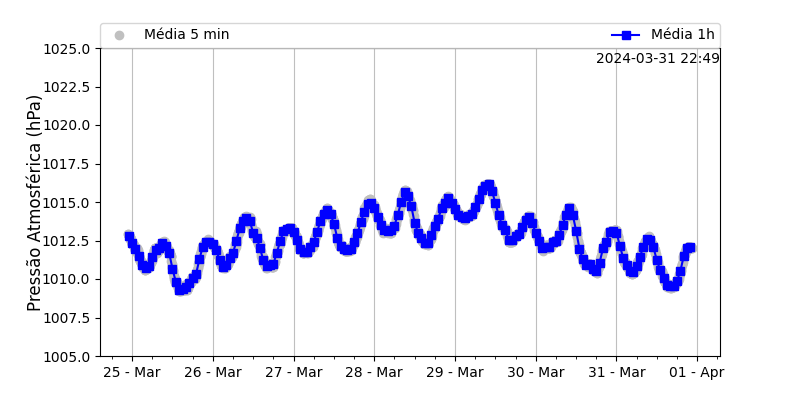 Média 5 min
Média 1h
2024-03-31 22:49
Pressão Atmosférica (hPa)
1025.0
1022.5
1020.0
1017.5
1015.0
1012.5
1010.0
1007.5
1005.0
25 - Mar
26 - Mar
27 - Mar
28 - Mar
29 - Mar
30 - Mar
31 - Mar
01 - Apr